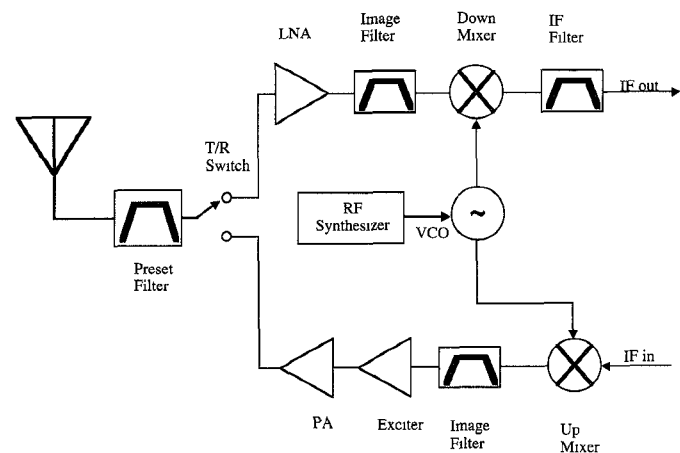 LNA
Image
Filter
Down
Mixer
IF
Filter
IF out
T/R
Switch
RF
Synthesizer
VCO
~
Preset
Filter
IF in
PA
Exciter
Image
Filter
Up
Mixer